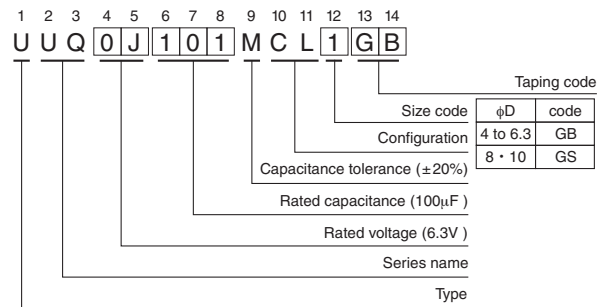 1 2 3 4 5 6 7 8 9 10 11 12 13 14
U U Q 0 J 1 0 1 M C L 1 G B
Taping code
Size code
φD code
4 to 6.3 GB
8・10 GS
Configuration
Capacitance tolerance (±20%)
Rated capacitance (100μF )
Rated voltage (6.3V )
Series name
Type